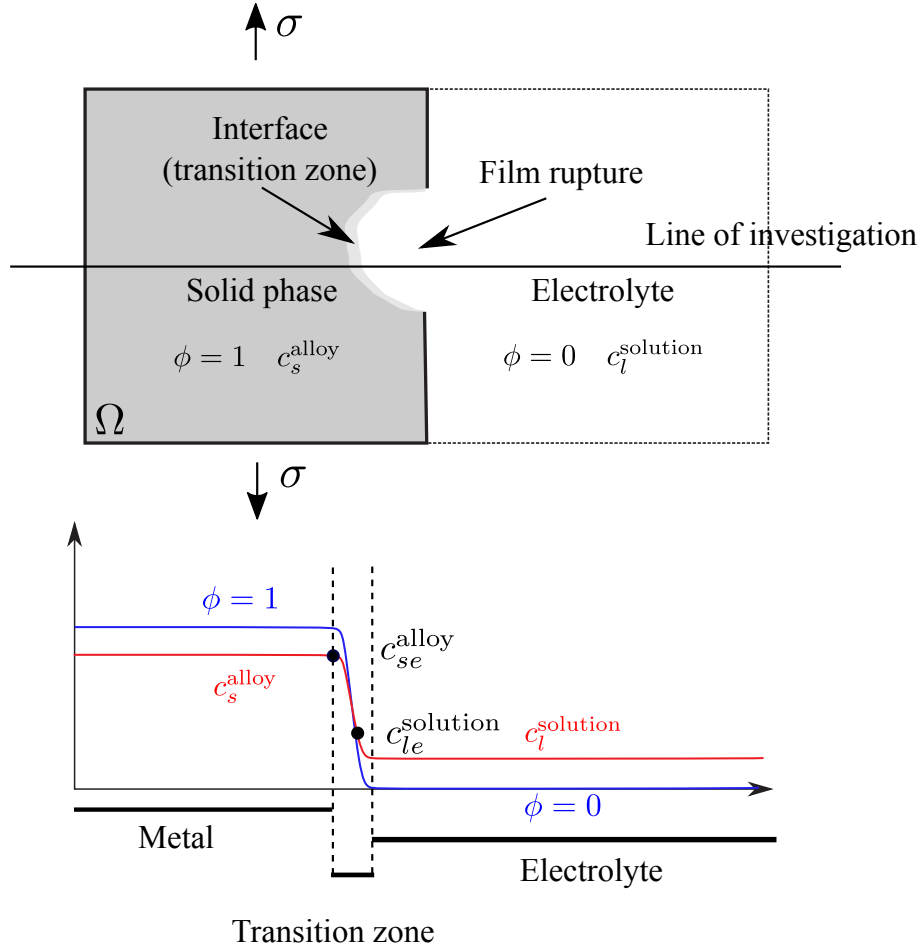 σ
Interface
(transition zone)
Film rupture
Line of investigation
Solid phase
Electrolyte
ϕ = 1 c_s^alloy
ϕ = 0 c_l^solution
Ω
σ
ϕ = 1
c_se^alloy
c_s^alloy
c_le^solution
c_l^solution
ϕ = 0
Metal
Electrolyte
Transition zone